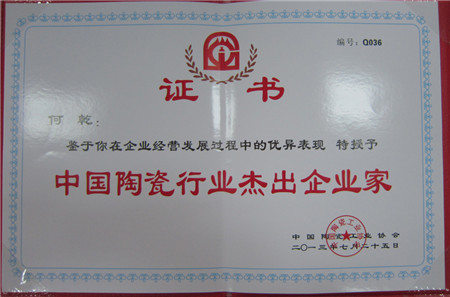 编号：Q036
证书
何乾：
鉴于你在企业经营发展过程中的优异表现 特授予
中国陶瓷行业杰出企业家
中国陶瓷工业协会
二〇一三年七月二十五日